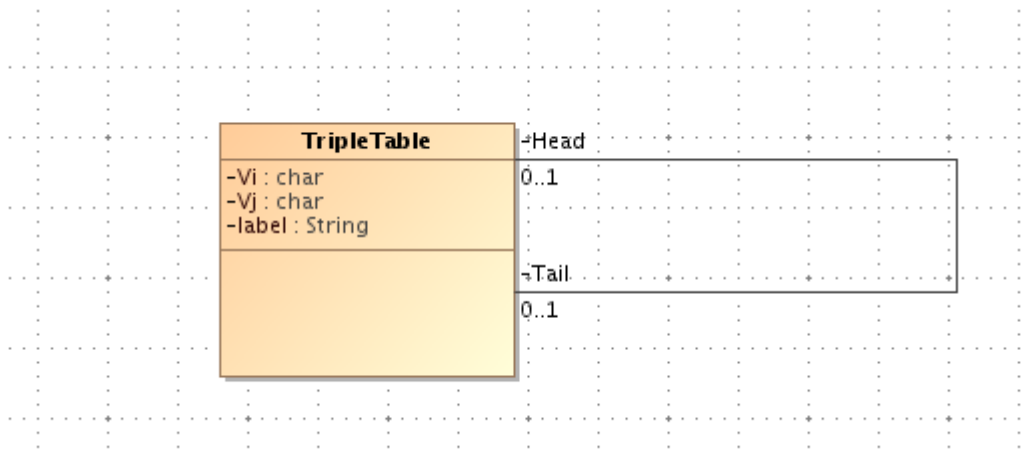 TripleTable
-Vi : char
-Vj : char
-label : String
-Head
0..1
-Tail
0..1